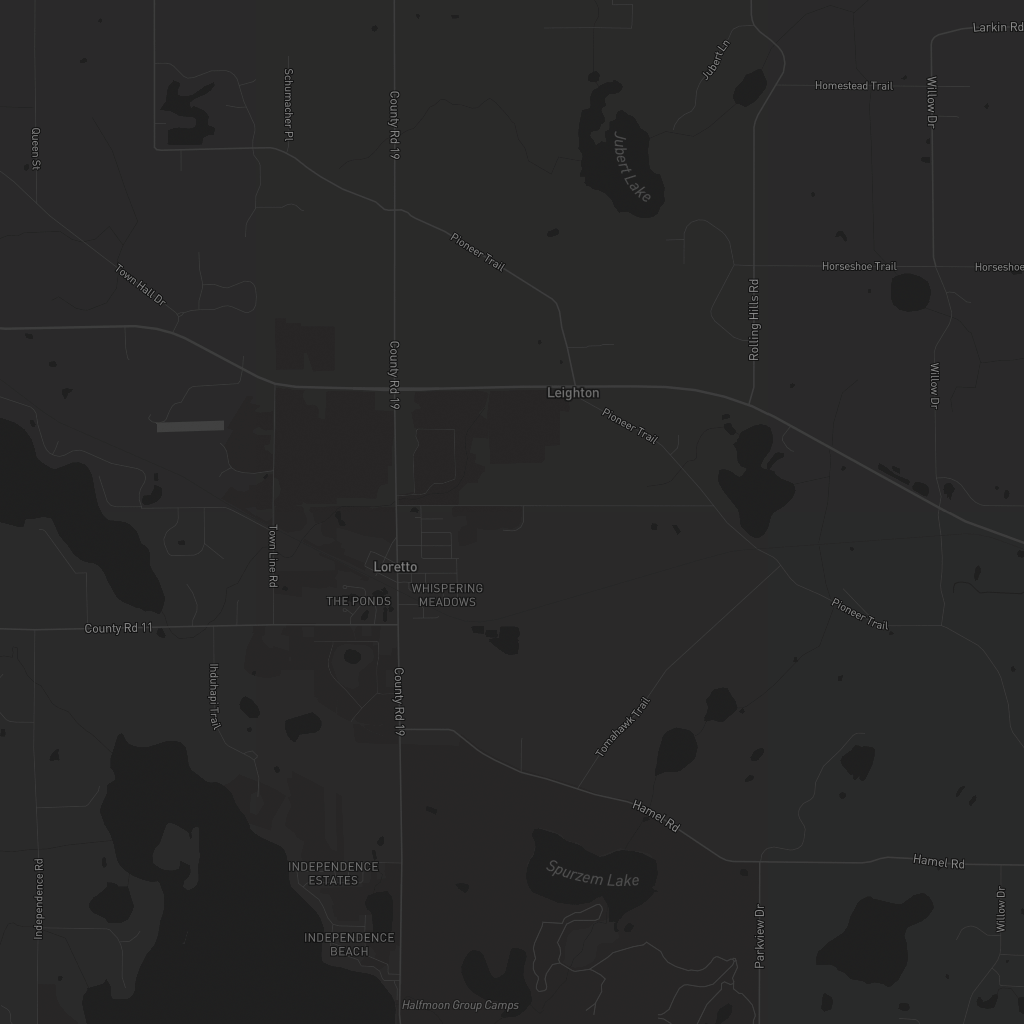 Larkin Rd
Jubert Ln
Schumacher Pl
County Rd 19
Homestead Trail
Willow Dr
Queen St
Jubert Lake
Pioneer Trail
Town Hall Dr
Horseshoe Trail
Horseshoe
Rolling Hills Rd
County Rd 19
Willow Dr
Leighton
Pioneer Trail
Town Line Rd
Loretto
WHISPERING
MEADOWS
THE PONDS
Pioneer Trail
County Rd 11
Ihduhapi Trail
County Rd 19
Tomahawk Trail
Hamel Rd
Hamel Rd
INDEPENDENCE
ESTATES
Spurzem Lake
Independence Rd
Willow Dr
Parkview Dr
INDEPENDENCE
BEACH
Halfmoon Group Camps